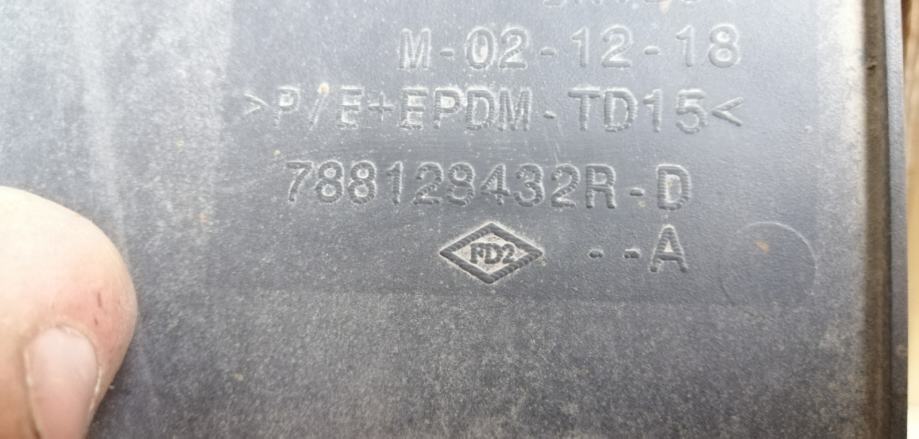 M-02-12-18
>P/E+EPDM-TD15<
788129432R-D
FD2 --A